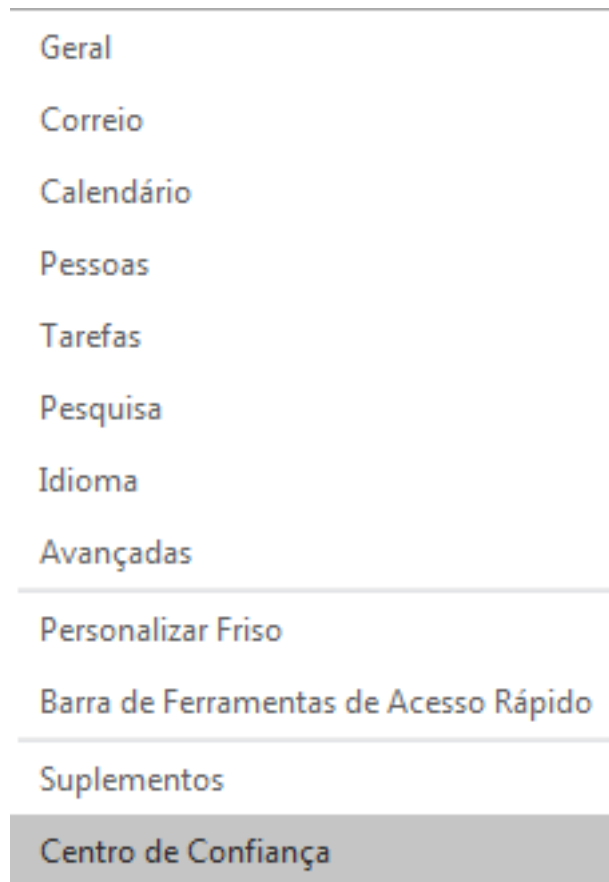 Geral
Correio
Calendário
Pessoas
Tarefas
Pesquisa
Idioma
Avançadas
Personalizar Friso
Barra de Ferramentas de Acesso Rápido
Suplementos
Centro de Confiança